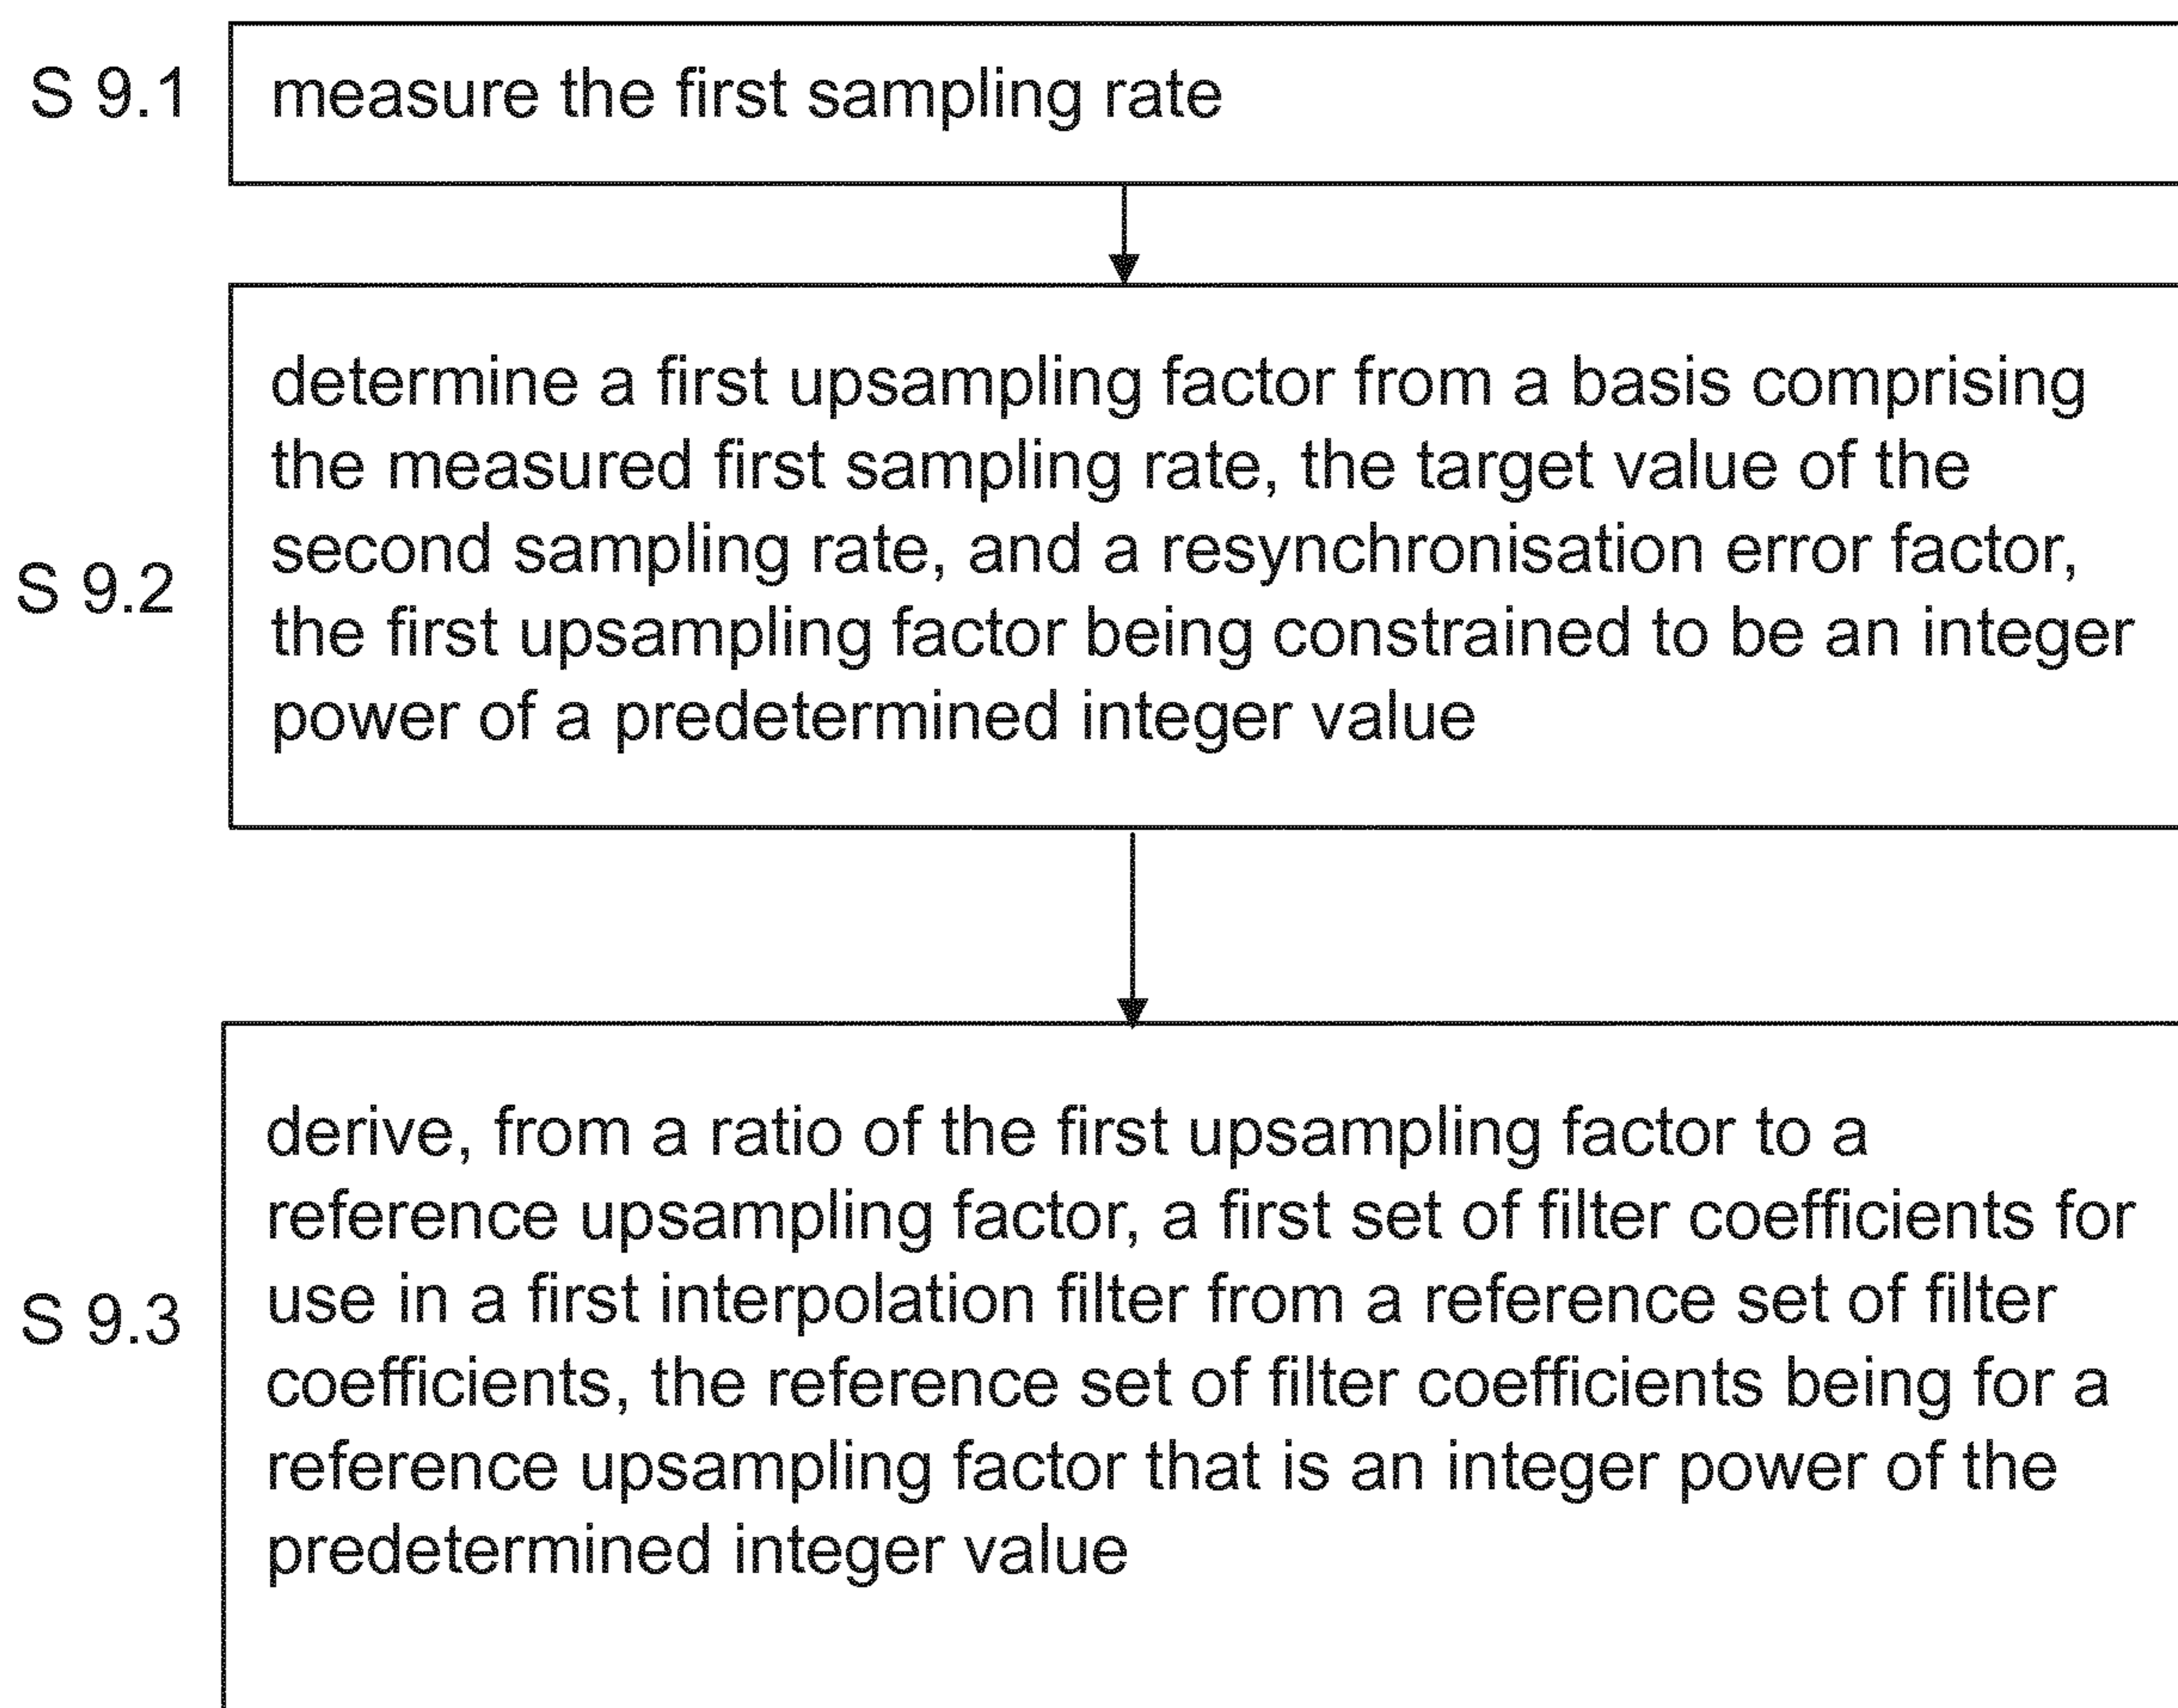 S 9.1
measure the first sampling rate
S 9.2
determine a first upsampling factor from a basis comprising
the measured first sampling rate, the target value of the
second sampling rate, and a resynchronisation error factor,
the first upsampling factor being constrained to be an integer
power of a predetermined integer value
S 9.3
derive, from a ratio of the first upsampling factor to a
reference upsampling factor, a first set of filter coefficients for
use in a first interpolation filter from a reference set of filter
coefficients, the reference set of filter coefficients being for a
reference upsampling factor that is an integer power of the
predetermined integer value